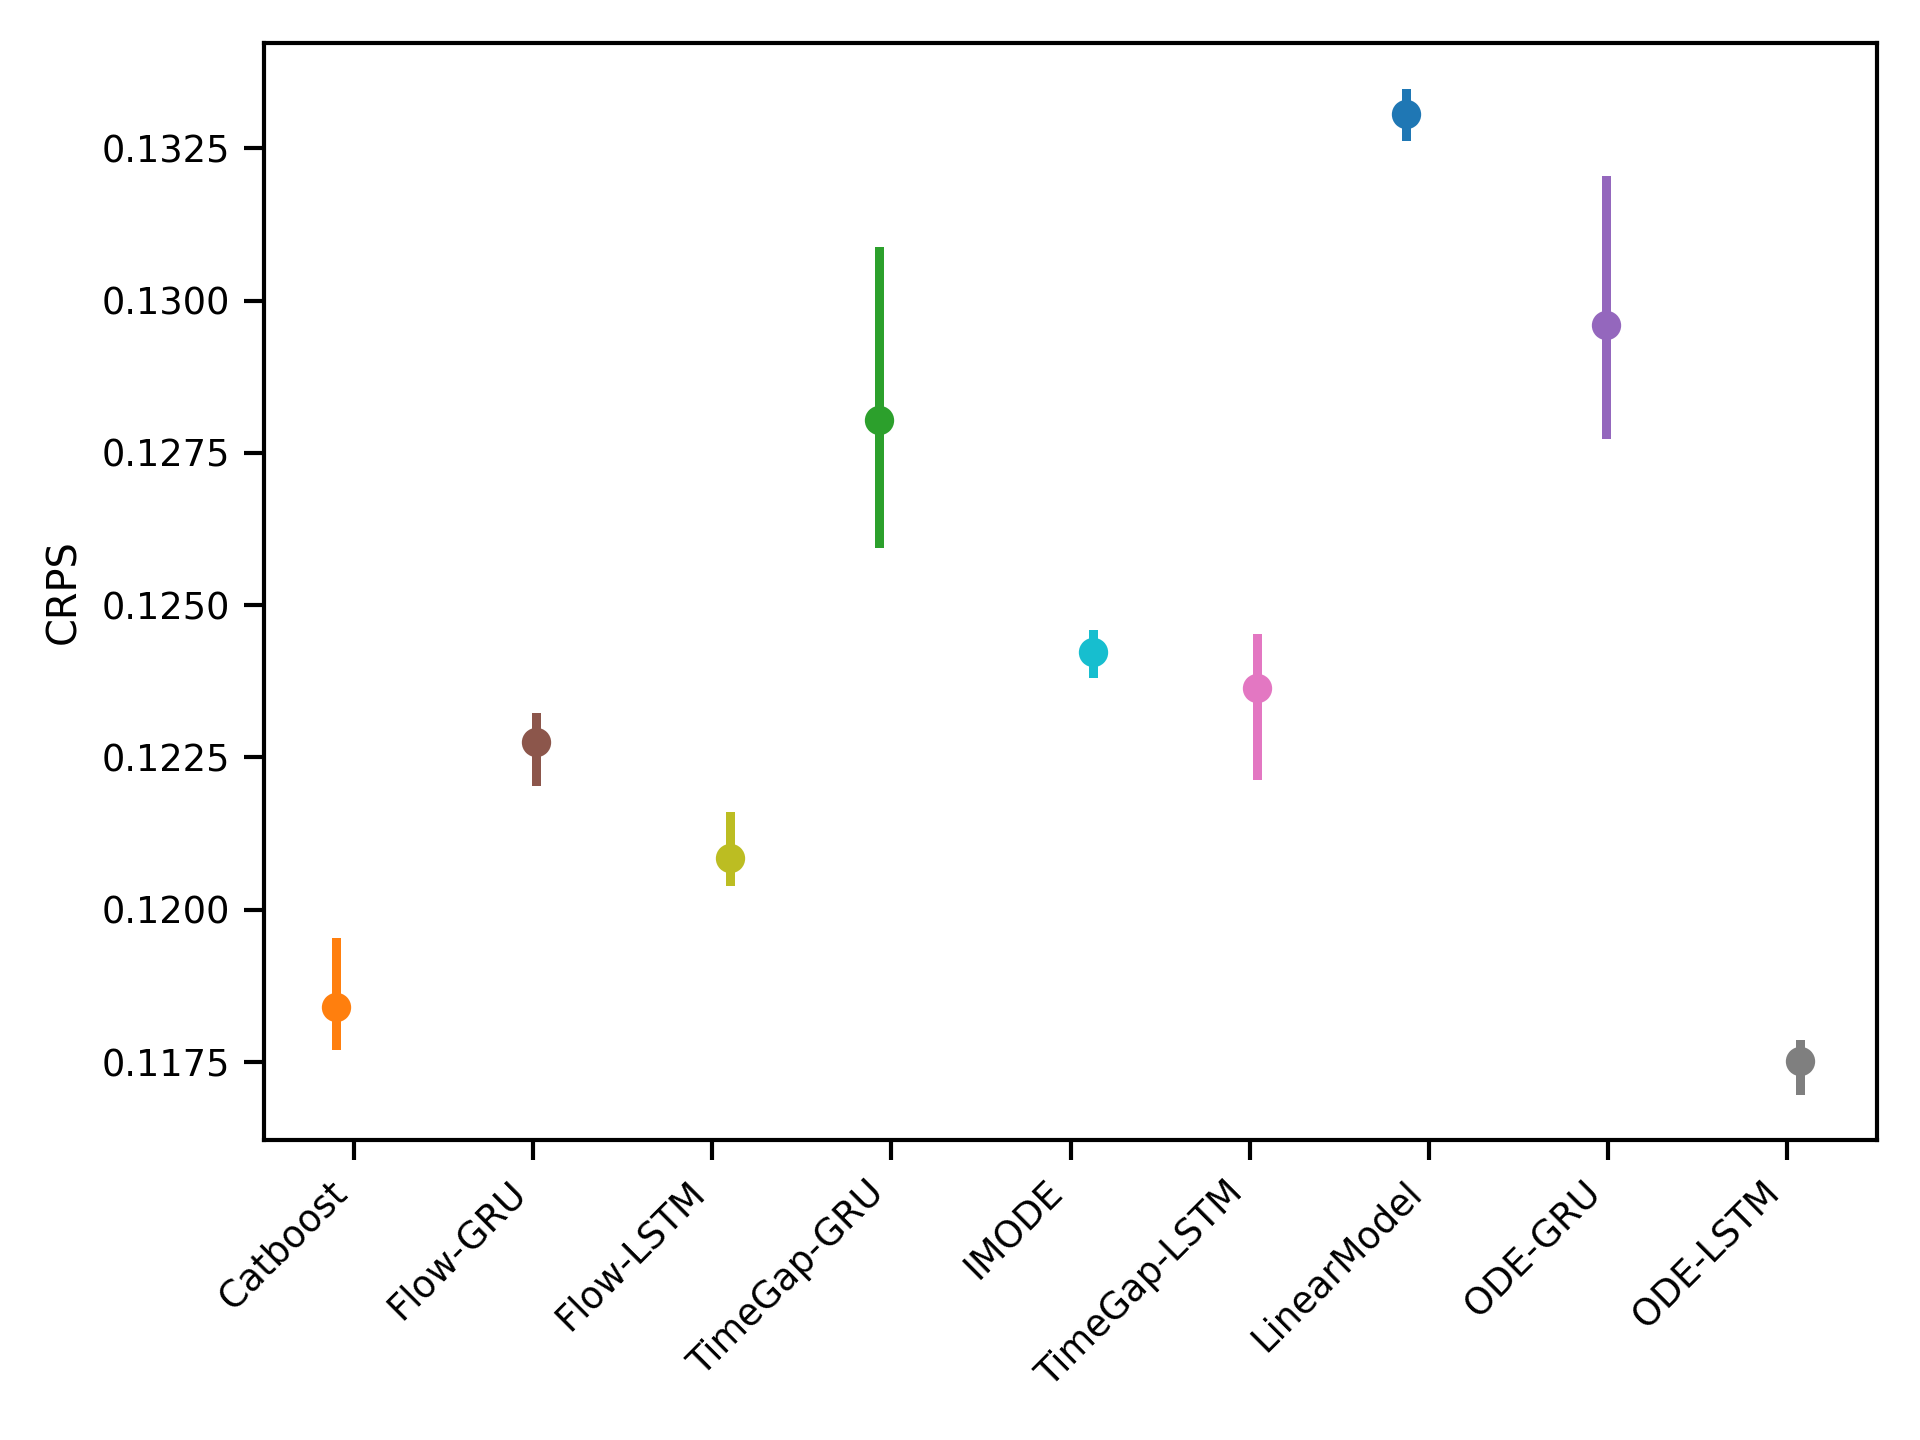 CRPS
0.1325
0.1300
0.1275
0.1250
0.1225
0.1200
0.1175
Catboost
Flow-GRU
Flow-LSTM
TimeGap-GRU
IMODE
TimeGap-LSTM
LinearModel
ODE-GRU
ODE-LSTM